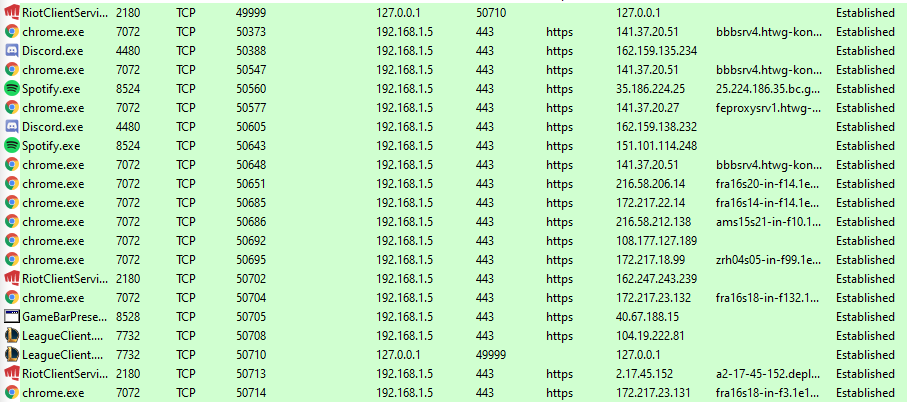 RiotClientServi... 2180 TCP 49999 127.0.0.1 50710 127.0.0.1 Established
chrome.exe 7072 TCP 50373 192.168.1.5 443 https 141.37.20.51 bbbsrv4.htwg-kon... Established
Discord.exe 4480 TCP 50388 192.168.1.5 443 https 162.159.135.234 Established
chrome.exe 7072 TCP 50547 192.168.1.5 443 https 141.37.20.51 bbbsrv4.htwg-kon... Established
Spotify.exe 8524 TCP 50560 192.168.1.5 443 https 35.186.224.25 25.224.186.35.bc.g... Established
chrome.exe 7072 TCP 50577 192.168.1.5 443 https 141.37.20.27 feproxysrv1.htwg-... Established
Discord.exe 4480 TCP 50605 192.168.1.5 443 https 162.159.138.232 Established
Spotify.exe 8524 TCP 50643 192.168.1.5 443 https 151.101.114.248 Established
chrome.exe 7072 TCP 50648 192.168.1.5 443 https 141.37.20.51 bbbsrv4.htwg-kon... Established
chrome.exe 7072 TCP 50651 192.168.1.5 443 https 216.58.206.14 fra16s20-in-f14.1e... Established
chrome.exe 7072 TCP 50685 192.168.1.5 443 https 172.217.22.14 fra16s14-in-f14.1e... Established
chrome.exe 7072 TCP 50686 192.168.1.5 443 https 216.58.212.138 ams15s21-in-f10.1... Established
chrome.exe 7072 TCP 50692 192.168.1.5 443 https 108.177.127.189 Established
chrome.exe 7072 TCP 50695 192.168.1.5 443 https 172.217.18.99 zrh04s05-in-f99.1e... Established
RiotClientServi... 2180 TCP 50702 192.168.1.5 443 https 162.247.243.239 Established
chrome.exe 7072 TCP 50704 192.168.1.5 443 https 172.217.23.132 fra16s18-in-f132.1... Established
GameBarPrese... 8528 TCP 50705 192.168.1.5 443 https 40.67.188.15 Established
LeagueClient.... 7732 TCP 50708 192.168.1.5 443 https 104.19.222.81 Established
LeagueClient.... 7732 TCP 50710 127.0.0.1 49999 127.0.0.1 Established
RiotClientServi... 2180 TCP 50713 192.168.1.5 443 https 2.17.45.152 a2-17-45-152.depl... Established
chrome.exe 7072 TCP 50714 192.168.1.5 443 https 172.217.23.131 fra16s18-in-f3.1e1... Established